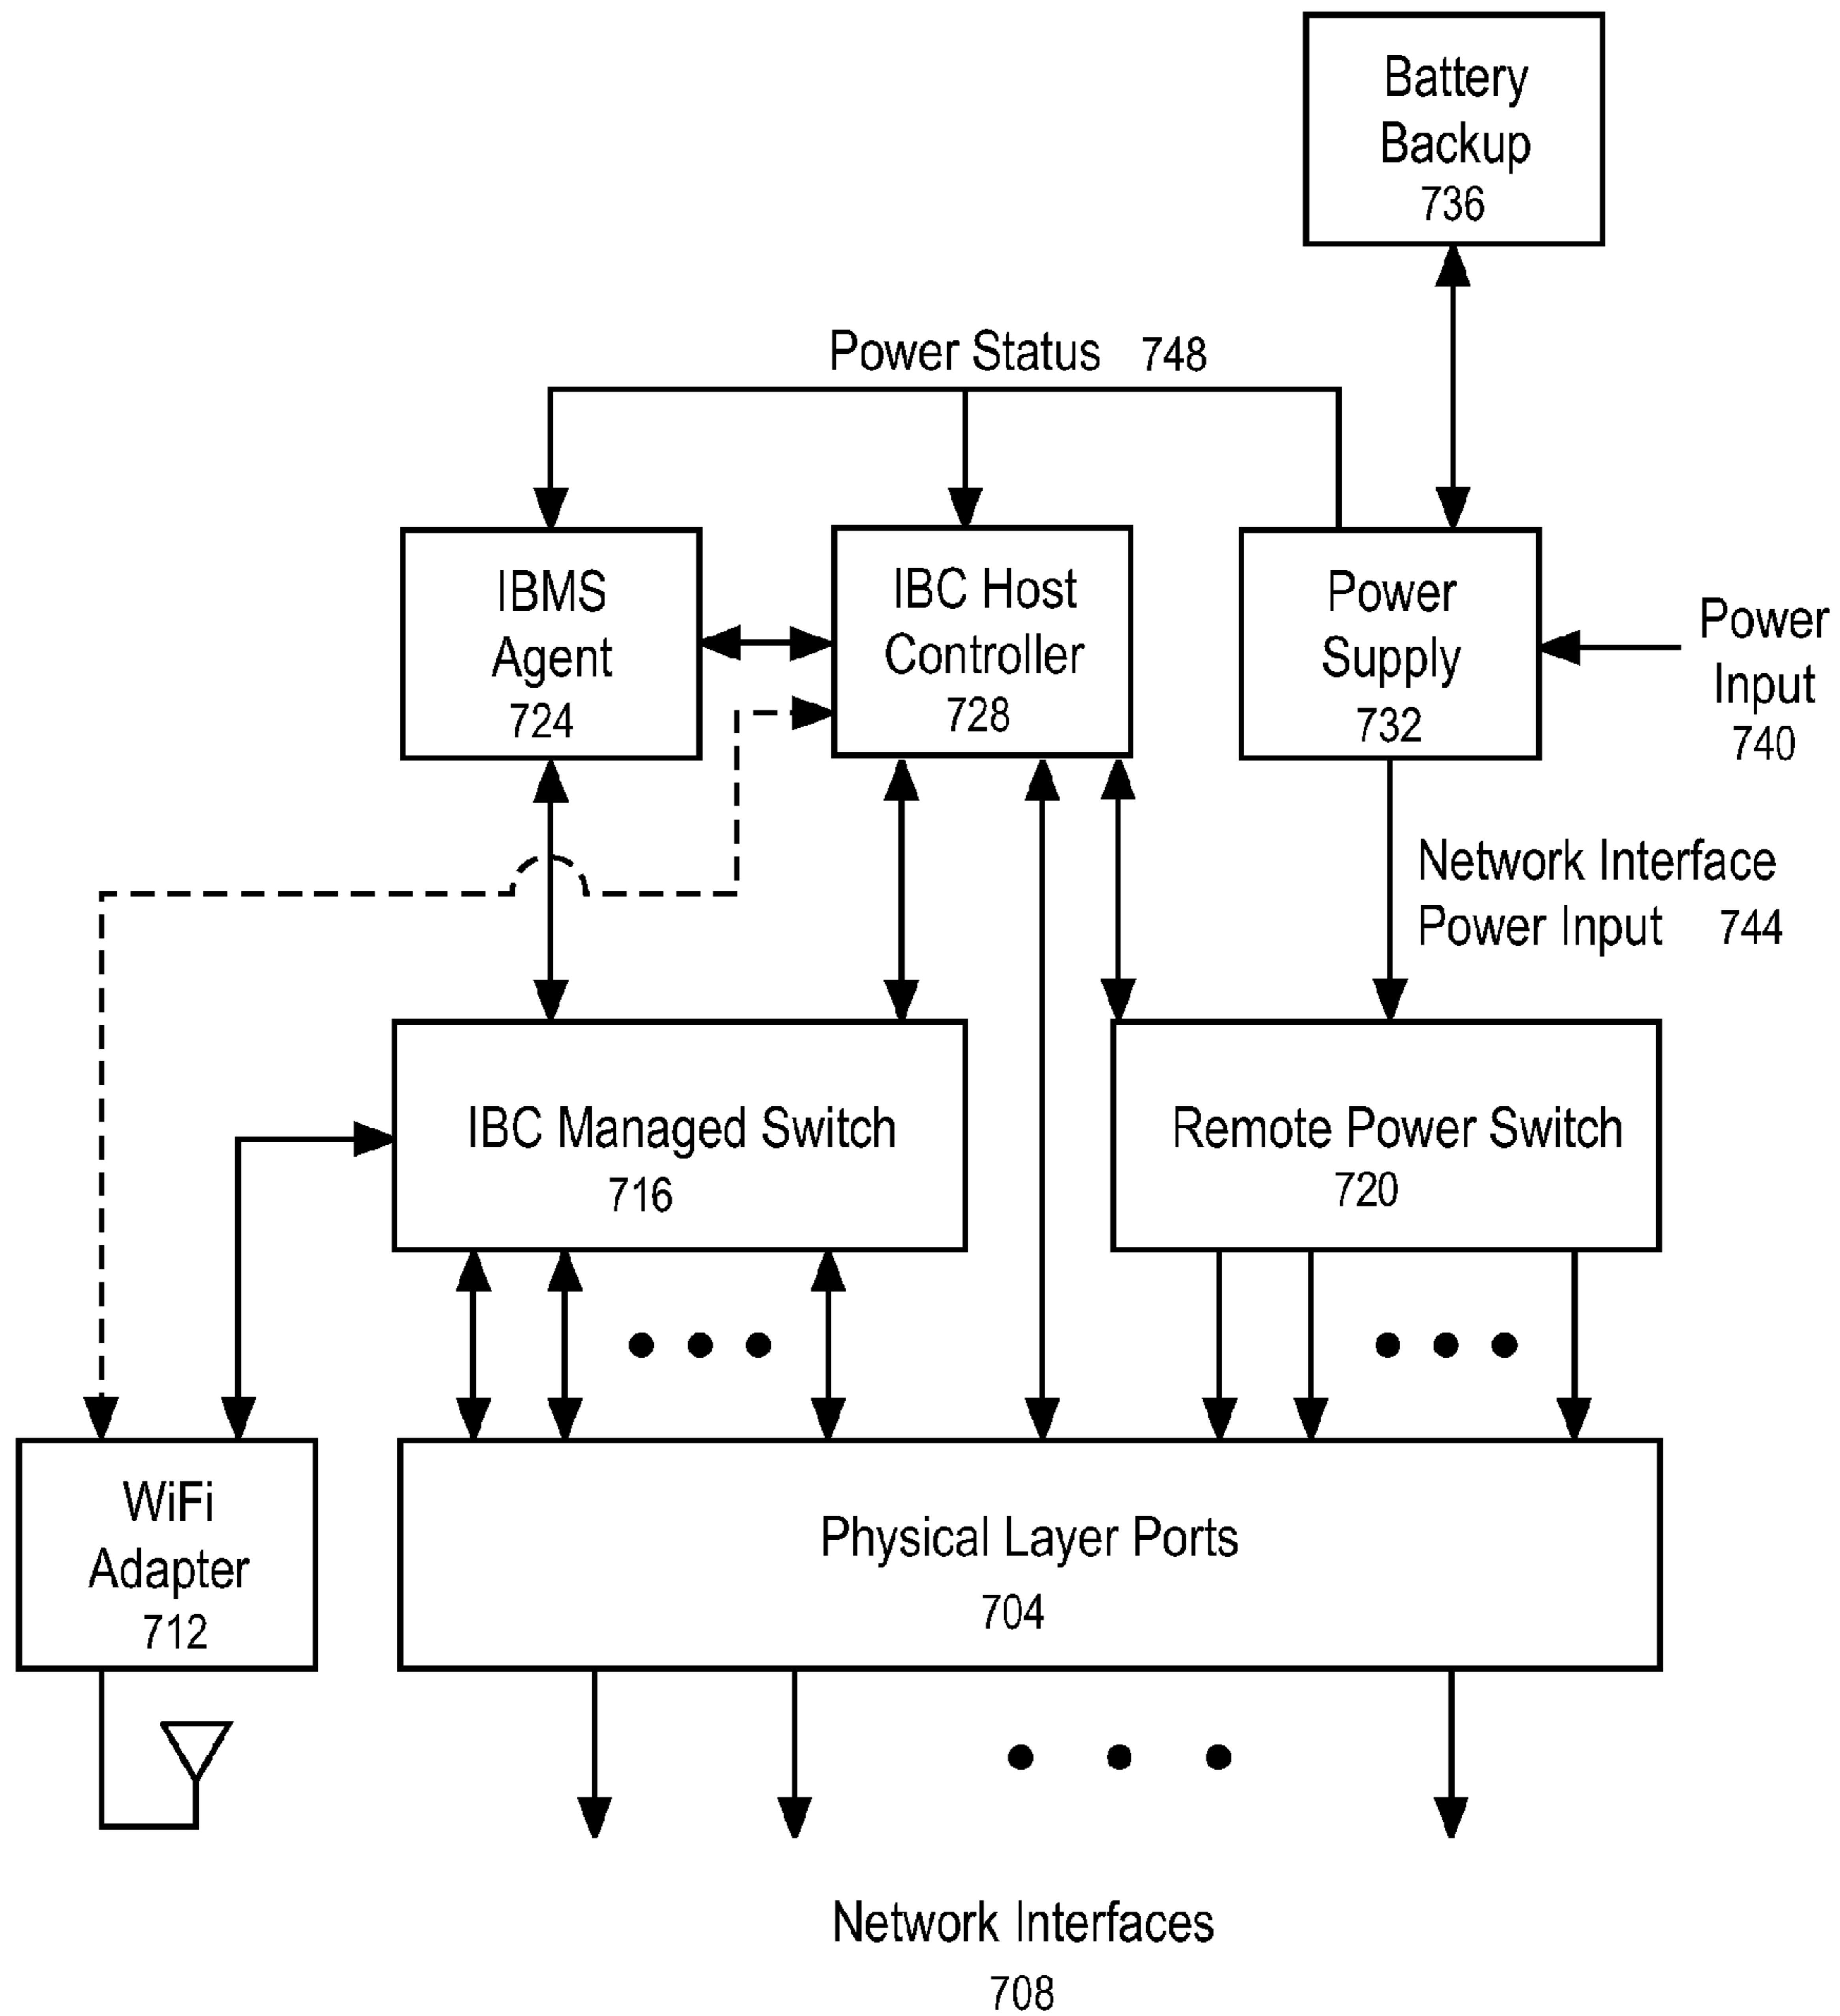 Battery
Backup
736
Power Status 748
IBMS
Agent
724
IBC Host
Controller
728
Power
Supply
732
Power
Input
740
Network Interface
Power Input 744
IBC Managed Switch
716
Remote Power Switch
720
WiFi
Adapter
712
Physical Layer Ports
704
Network Interfaces
708